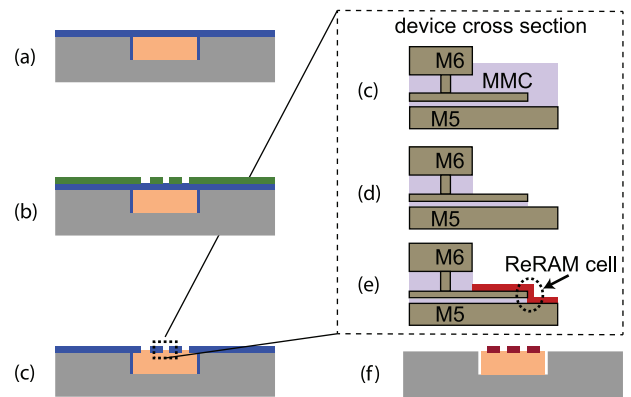 device cross section
(a)
M6
(c)
MMC
M5
M6
(d)
M5
(b)
ReRAM cell
M6
(e)
M5
(c)
(f)